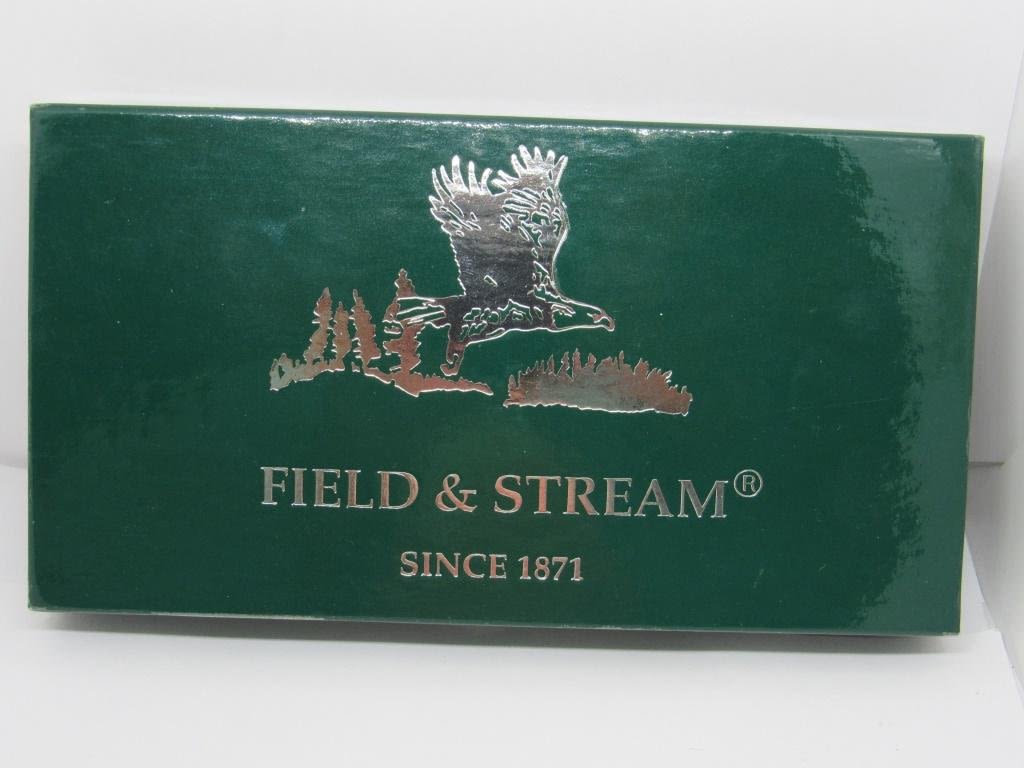 FIELD & STREAM®
SINCE 1871